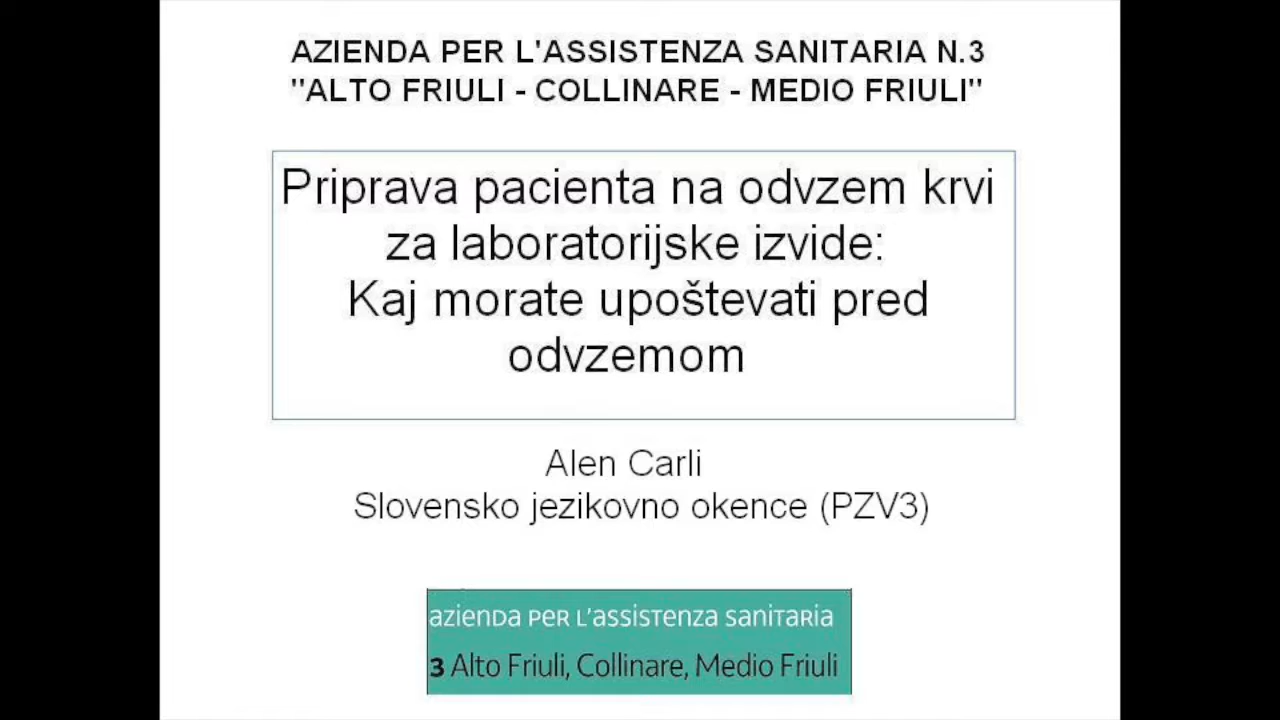 AZIENDA PER L'ASSISTENZA SANITARIA N.3
"ALTO FRIULI - COLLINARE - MEDIO FRIULI"
Priprava pacienta na odvzem krvi
za laboratorijske izvide:
Kaj morate upoštevati pred
odvzemom
Alen Carli
Slovensko jezikovno okence (PZV3)
azienda per l'assistenza sanitaria
3 Alto Friuli, Collinare, Medio Friuli